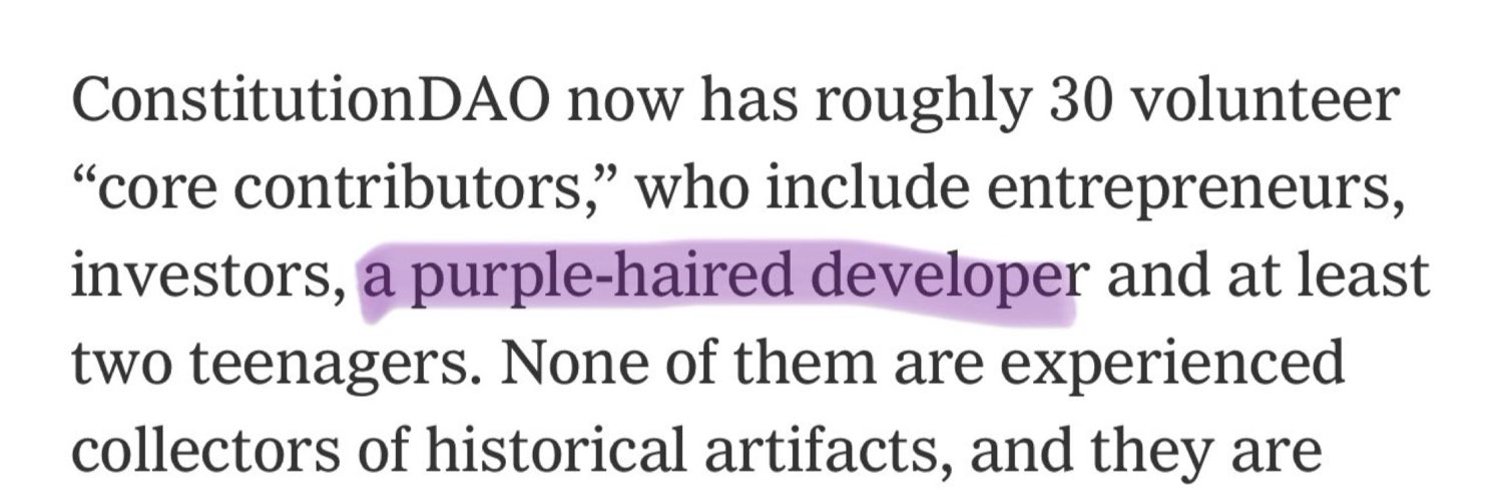 ConstitutionDAO now has roughly 30 volunteer
“core contributors,” who include entrepreneurs,
investors, a purple-haired developer and at least
two teenagers. None of them are experienced
collectors of historical artifacts, and they are